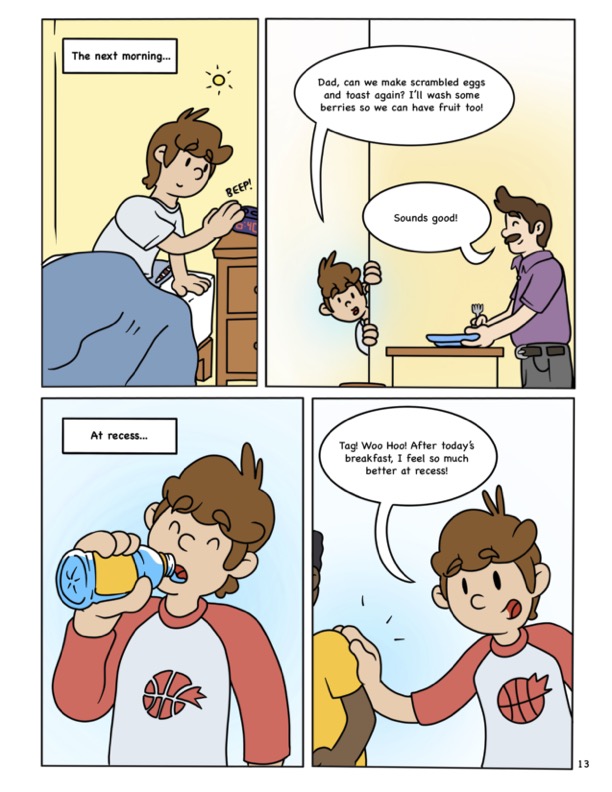 The next morning...
BEEP!
Dad, can we make scrambled eggs
and toast again? I'll wash some
berries so we can have fruit too!
Sounds good!
At recess...
Tag! Woo Hoo! After today's
breakfast, I feel so much
better at recess!
13